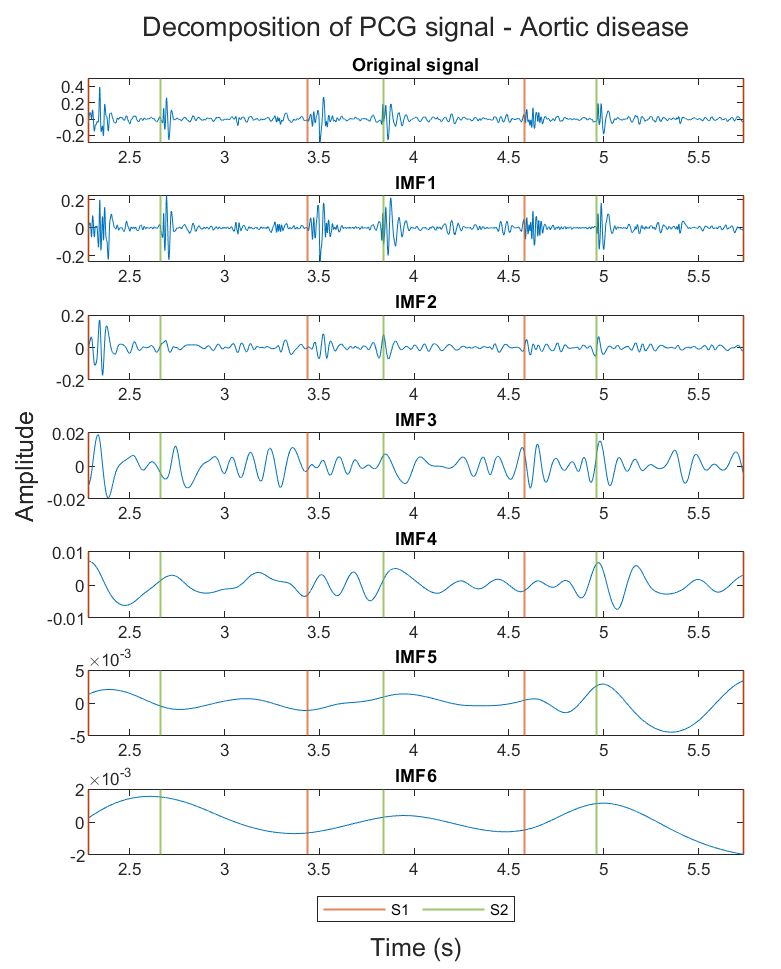 Decomposition of PCG signal - Aortic disease
Original signal
0.4
0.2
0
-0.2
2.5 3 3.5 4 4.5 5 5.5
IMF1
0.2
0
-0.2
2.5 3 3.5 4 4.5 5 5.5
IMF2
0.2
0
-0.2
2.5 3 3.5 4 4.5 5 5.5
Amplitude
IMF3
0.02
0
-0.02
2.5 3 3.5 4 4.5 5 5.5
IMF4
0.01
0
-0.01
2.5 3 3.5 4 4.5 5 5.5
IMF5
×10⁻³
5
0
-5
2.5 3 3.5 4 4.5 5 5.5
IMF6
×10⁻³
2
0
-2
2.5 3 3.5 4 4.5 5 5.5
S1 S2
Time (s)